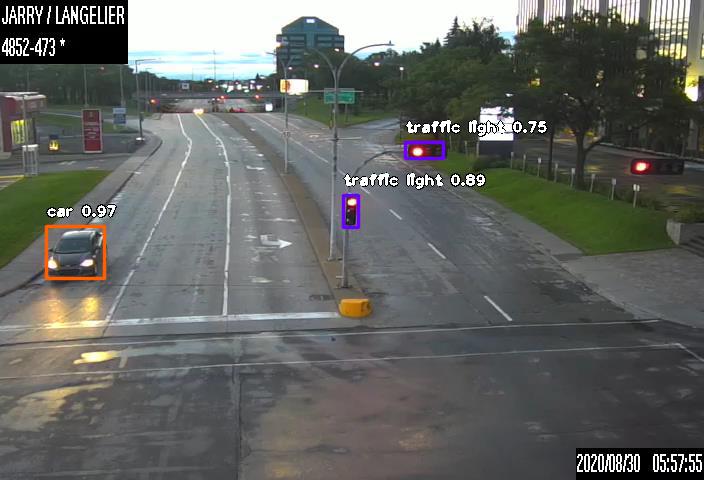 JARRY / LANGELIER
4852-473 *
traffic light 0.75
traffic light 0.89
car 0.97
2020/08/30 05:57:55